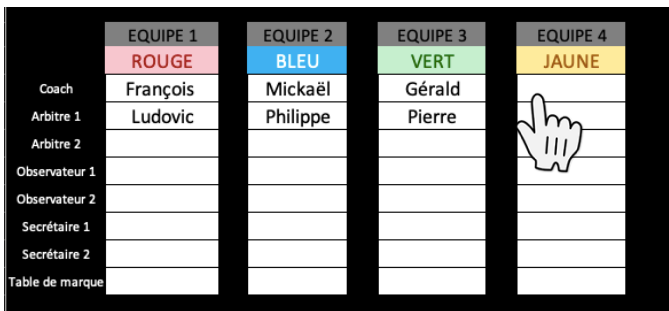 EQUIPE 1 EQUIPE 2 EQUIPE 3 EQUIPE 4
ROUGE BLEU VERT JAUNE
Coach François Mickaël Gérald
Arbitre 1 Ludovic Philippe Pierre
Arbitre 2
Observateur 1
Observateur 2
Secrétaire 1
Secrétaire 2
Table de marque